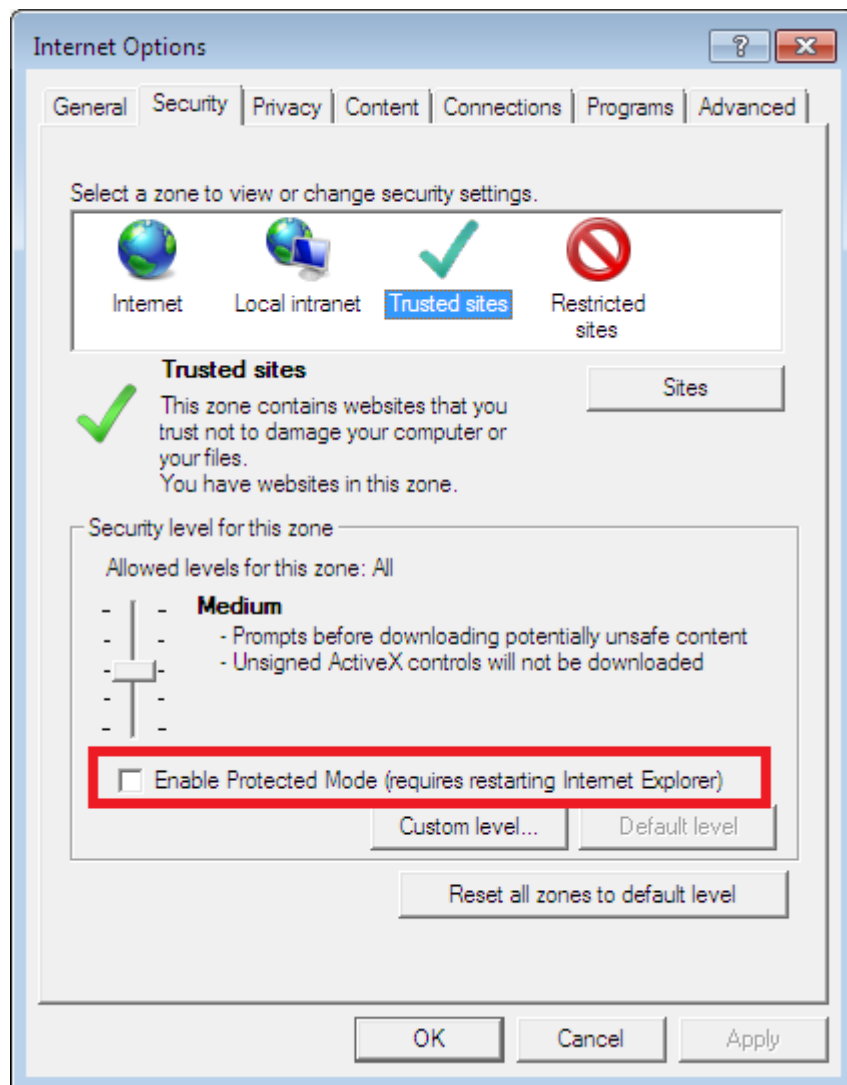 Internet Options
General Security Privacy Content Connections Programs Advanced
Select a zone to view or change security settings.
Internet Local intranet Trusted sites Restricted
sites
Trusted sites
Sites
This zone contains websites that you
trust not to damage your computer or
your files.
You have websites in this zone.
Security level for this zone
Allowed levels for this zone: All
Medium
- Prompts before downloading potentially unsafe content
- Unsigned ActiveX controls will not be downloaded
Enable Protected Mode (requires restarting Internet Explorer)
Custom level... Default level
Reset all zones to default level
OK Cancel Apply